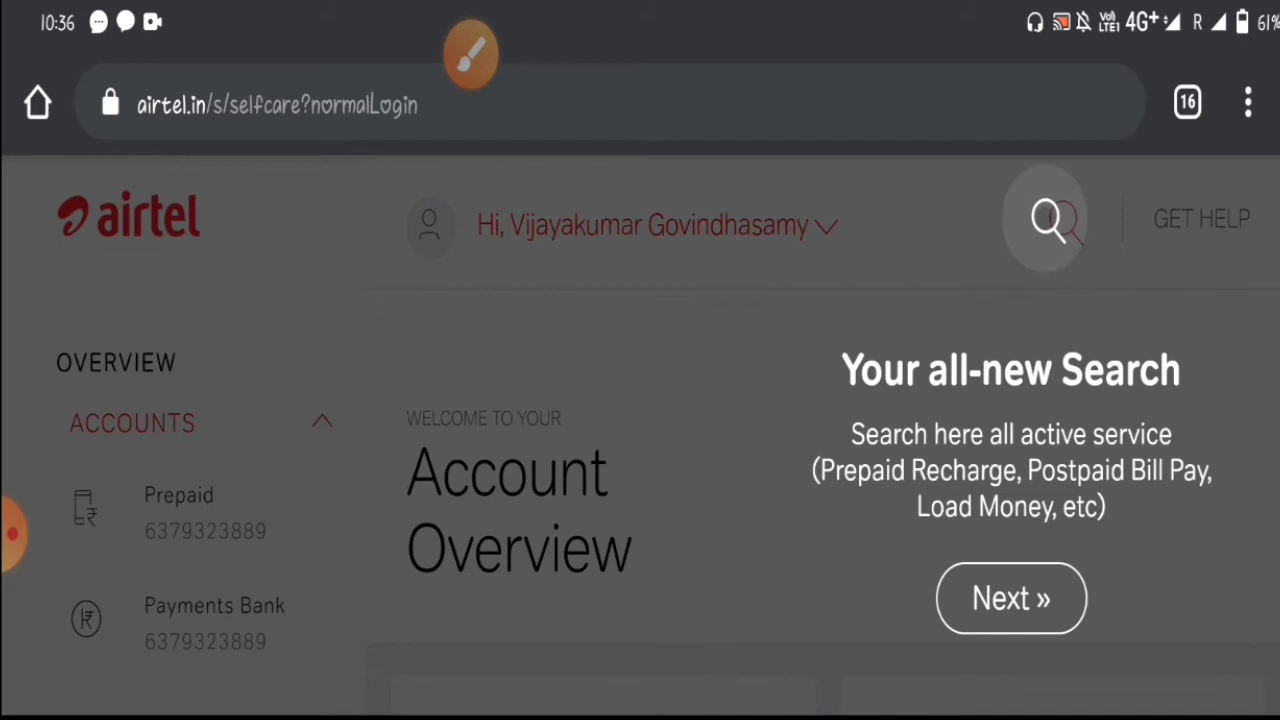 10:36
Vo)
LTE1 4G+ R 61%
airtel.in/s/selfcare?normalLogin
16
airtel
Hi, Vijayakumar Govindhasamy
GET HELP
OVERVIEW
ACCOUNTS
Prepaid
6379323889
Payments Bank
6379323889
WELCOME TO YOUR
Account
Overview
Your all-new Search
Search here all active service
(Prepaid Recharge, Postpaid Bill Pay,
Load Money, etc)
Next »